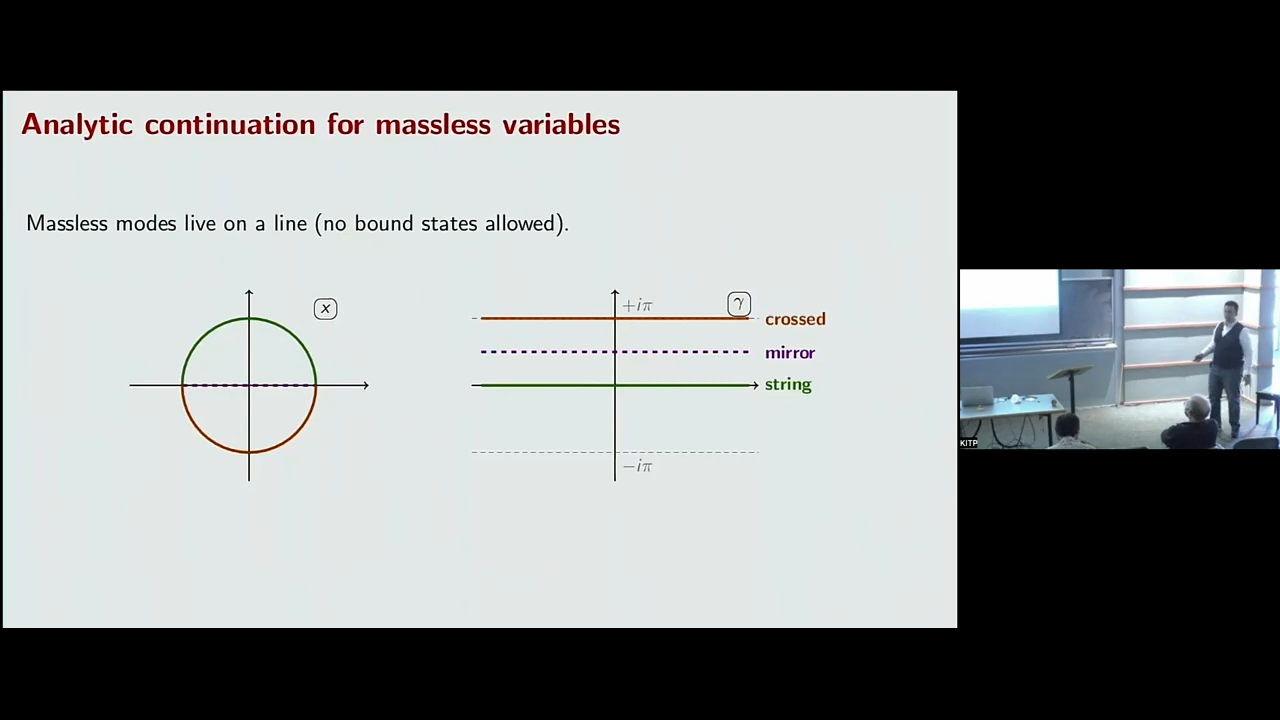 Analytic continuation for massless variables
Massless modes live on a line (no bound states allowed).
x
+iπ
γ
crossed
mirror
string
−iπ
KITP